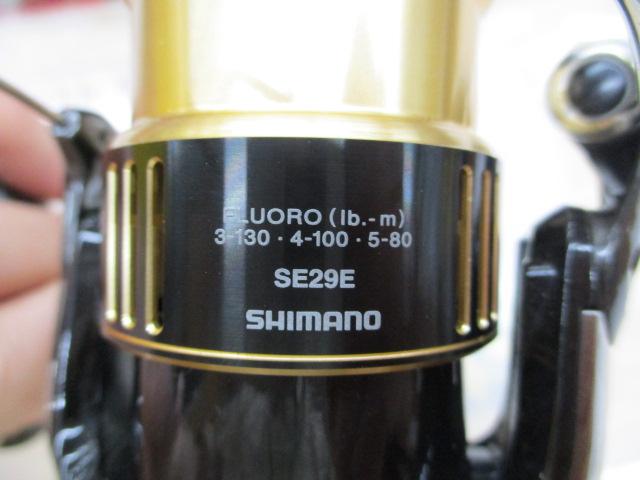 FLUORO (lb.-m)
3-130 · 4-100 · 5-80
SE29E
SHIMANO